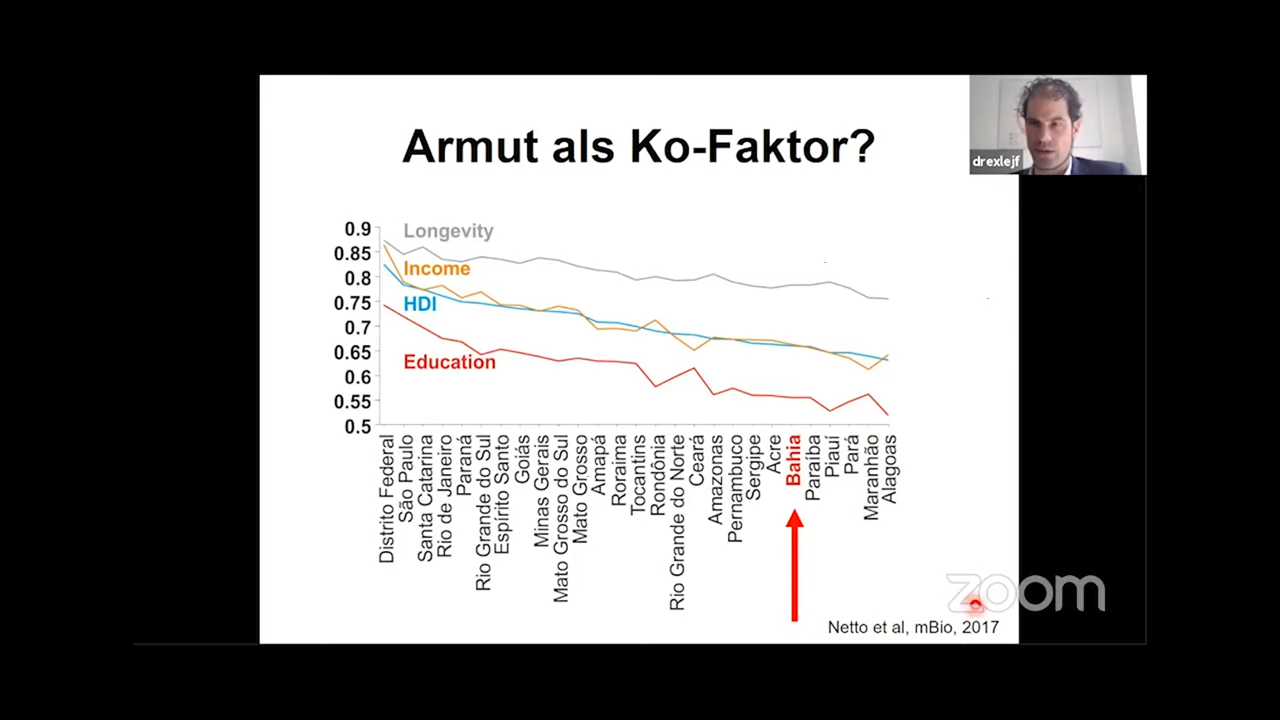 Armut als Ko-Faktor?
drexlejf
0.9
0.85
0.8
0.75
0.7
0.65
0.6
0.55
0.5
Longevity
Income
HDI
Education
Distrito Federal
São Paulo
Santa Catarina
Rio de Janeiro
Paraná
Rio Grande do Sul
Espírito Santo
Goiás
Minas Gerais
Mato Grosso do Sul
Mato Grosso
Amapá
Roraima
Tocantins
Rondônia
Rio Grande do Norte
Ceará
Amazonas
Pernambuco
Sergipe
Acre
Bahia
Paraíba
Piauí
Pará
Maranhão
Alagoas
zoom
Netto et al, mBio, 2017